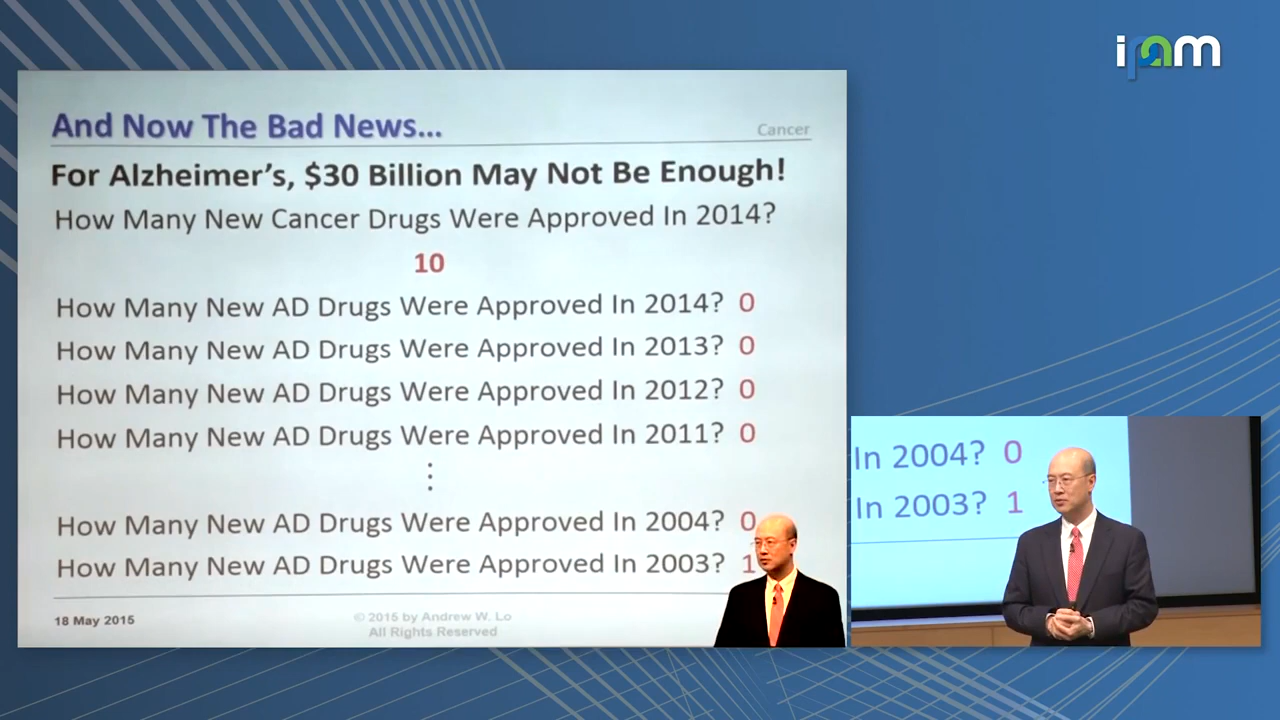 ipam
And Now The Bad News...
Cancer
For Alzheimer's, $30 Billion May Not Be Enough!
How Many New Cancer Drugs Were Approved In 2014?
10
How Many New AD Drugs Were Approved In 2014? 0
How Many New AD Drugs Were Approved In 2013? 0
How Many New AD Drugs Were Approved In 2012? 0
How Many New AD Drugs Were Approved In 2011? 0
⋮
How Many New AD Drugs Were Approved In 2004? 0
How Many New AD Drugs Were Approved In 2003? 1
18 May 2015
© 2015 by Andrew W. Lo
All Rights Reserved
In 2004? 0
In 2003? 1